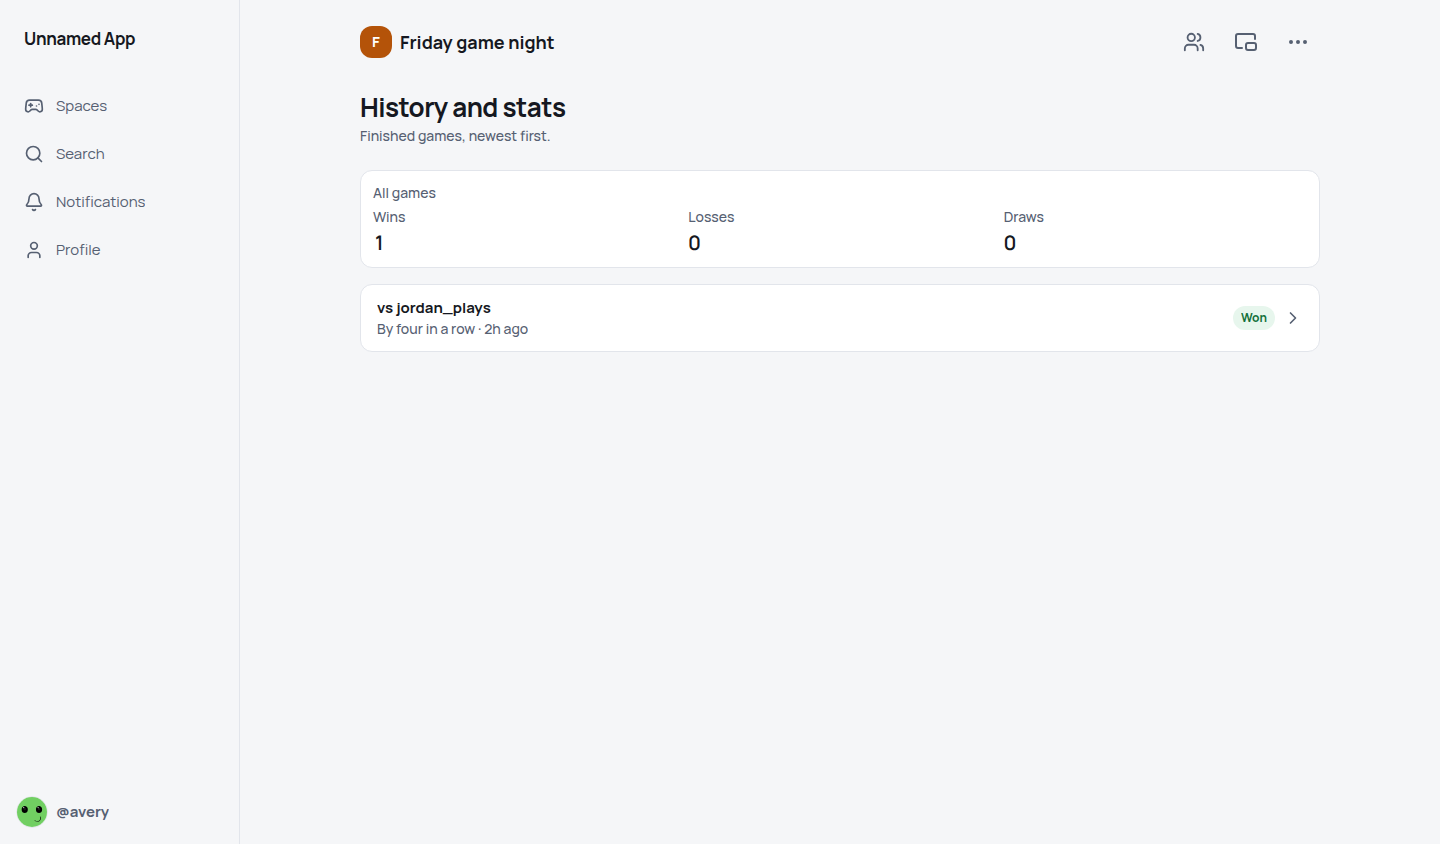 Unnamed App
Spaces
Search
Notifications
Profile
@avery
F
Friday game night
History and stats
Finished games, newest first.
All games
Wins
1
Losses
0
Draws
0
vs jordan_plays
By four in a row · 2h ago
Won